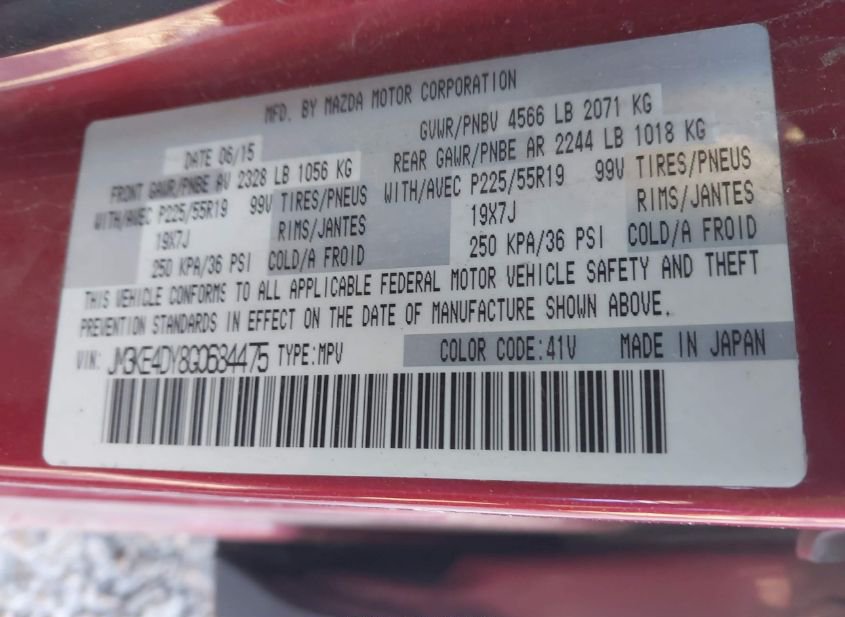 MFD. BY MAZDA MOTOR CORPORATION
DATE 06/15
GVWR/PNBV 4566 LB 2071 KG
FRONT GAWR/PNBE AV 2328 LB 1056 KG
WITH/AVEC P225/55R19 99V TIRES/PNEUS
19X7J RIMS/JANTES
250 KPA/36 PSI COLD/A FROID
REAR GAWR/PNBE AR 2244 LB 1018 KG
WITH/AVEC P225/55R19 99V TIRES/PNEUS
19X7J RIMS/JANTES
250 KPA/36 PSI COLD/A FROID
THIS VEHICLE CONFORMS TO ALL APPLICABLE FEDERAL MOTOR VEHICLE SAFETY AND THEFT
PREVENTION STANDARDS IN EFFECT ON THE DATE OF MANUFACTURE SHOWN ABOVE.
VIN: JM3KE4DY8G0634475 TYPE:MPV COLOR CODE:41V MADE IN JAPAN